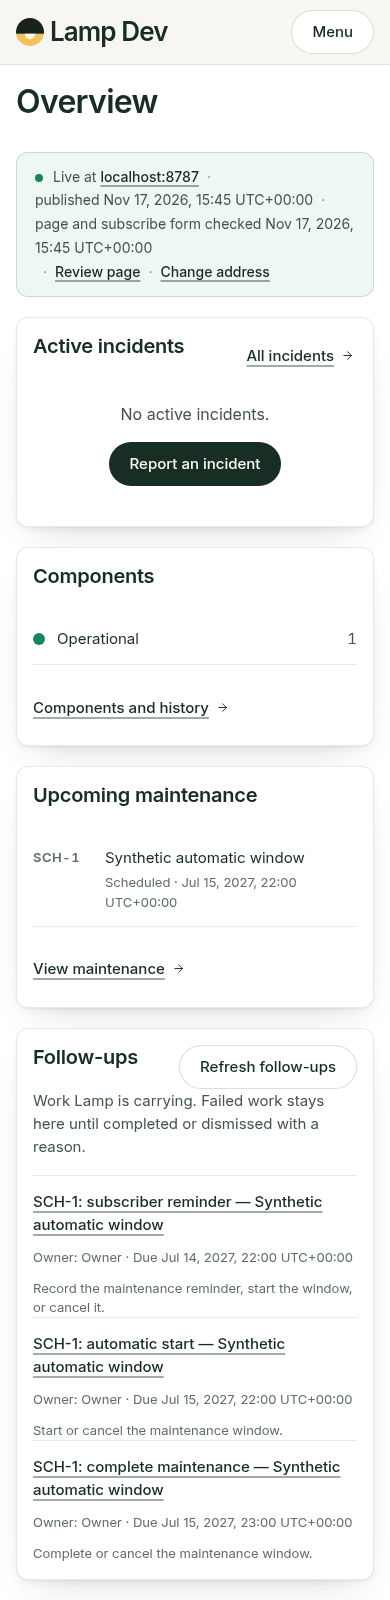 Lamp Dev
Menu
Overview
Live at localhost:8787 ·
published Nov 17, 2026, 15:45 UTC+00:00 ·
page and subscribe form checked Nov 17, 2026,
15:45 UTC+00:00
· Review page · Change address
Active incidents
All incidents →
No active incidents.
Report an incident
Components
Operational 1
Components and history →
Upcoming maintenance
SCH-1 Synthetic automatic window
Scheduled · Jul 15, 2027, 22:00
UTC+00:00
View maintenance →
Follow-ups
Refresh follow-ups
Work Lamp is carrying. Failed work stays
here until completed or dismissed with a
reason.
SCH-1: subscriber reminder — Synthetic
automatic window
Owner: Owner · Due Jul 14, 2027, 22:00 UTC+00:00
Record the maintenance reminder, start the window,
or cancel it.
SCH-1: automatic start — Synthetic
automatic window
Owner: Owner · Due Jul 15, 2027, 22:00 UTC+00:00
Start or cancel the maintenance window.
SCH-1: complete maintenance — Synthetic
automatic window
Owner: Owner · Due Jul 15, 2027, 23:00 UTC+00:00
Complete or cancel the maintenance window.